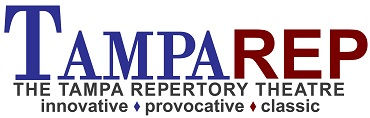 TAMPAREP
THE TAMPA REPERTORY THEATRE
innovative ♦ provocative ♦ classic